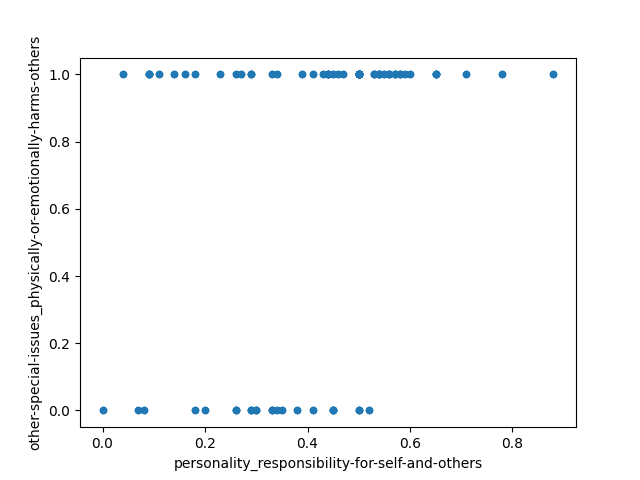 other-special-issues_physically-or-emotionally-harms-others
1.0
0.8
0.6
0.4
0.2
0.0
0.0 0.2 0.4 0.6 0.8
personality_responsibility-for-self-and-others